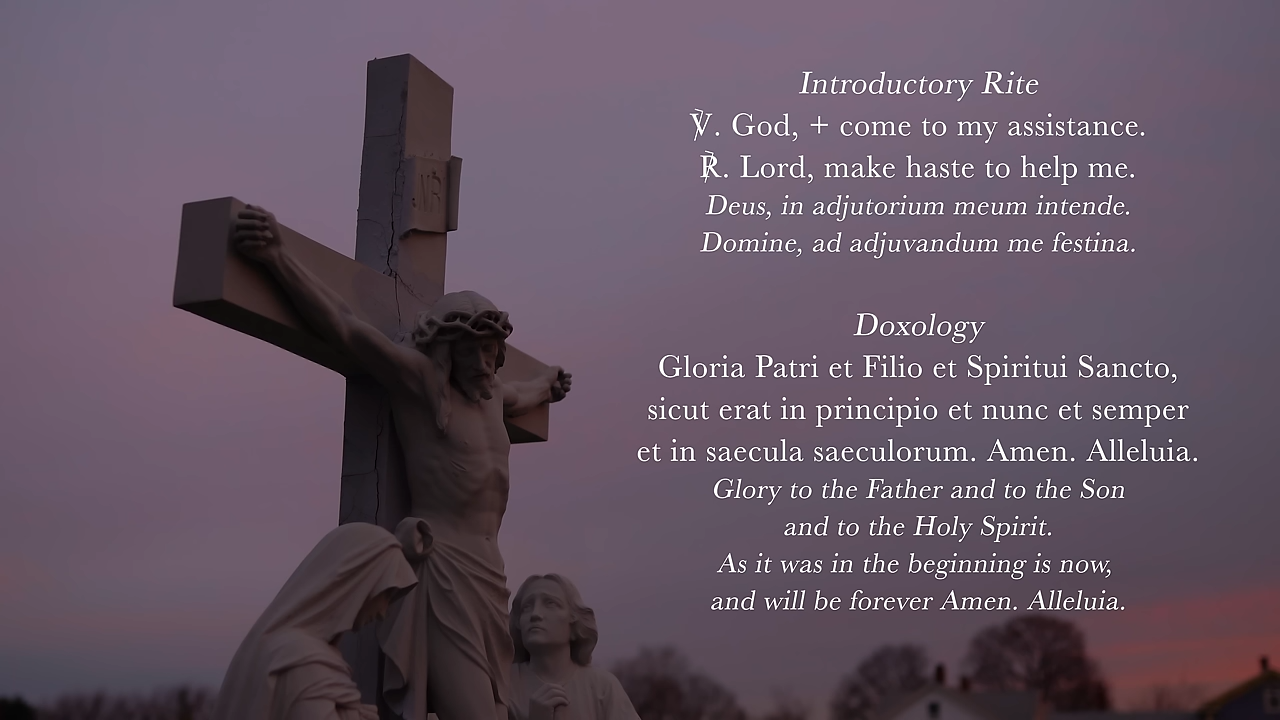 INRI
Introductory Rite
℣. God, + come to my assistance.
℟. Lord, make haste to help me.
Deus, in adjutorium meum intende.
Domine, ad adjuvandum me festina.
Doxology
Gloria Patri et Filio et Spiritui Sancto,
sicut erat in principio et nunc et semper
et in saecula saeculorum. Amen. Alleluia.
Glory to the Father and to the Son
and to the Holy Spirit.
As it was in the beginning is now,
and will be forever Amen. Alleluia.